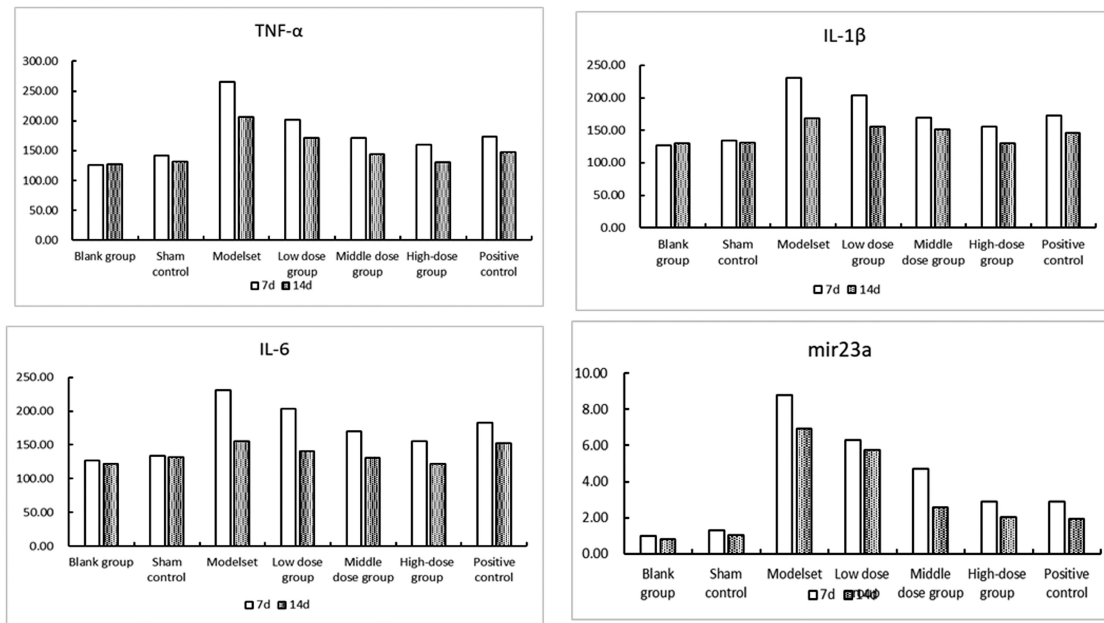 TNF-α
300.00
250.00
200.00
150.00
100.00
50.00
0.00
Blank group Sham control Modelset Low dose group Middle dose group High-dose group Positive control
7d 14d
IL-1β
250.00
200.00
150.00
100.00
50.00
0.00
Blank group Sham control Modelset Low dose group Middle dose group High-dose group Positive control
7d 14d
IL-6
250.00
200.00
150.00
100.00
50.00
0.00
Blank group Sham control Modelset Low dose group Middle dose group High-dose group Positive control
7d 14d
mir23a
10.00
8.00
6.00
4.00
2.00
0.00
Blank group Sham control Modelset Low dose group Middle dose group High-dose group Positive control
7d 14d